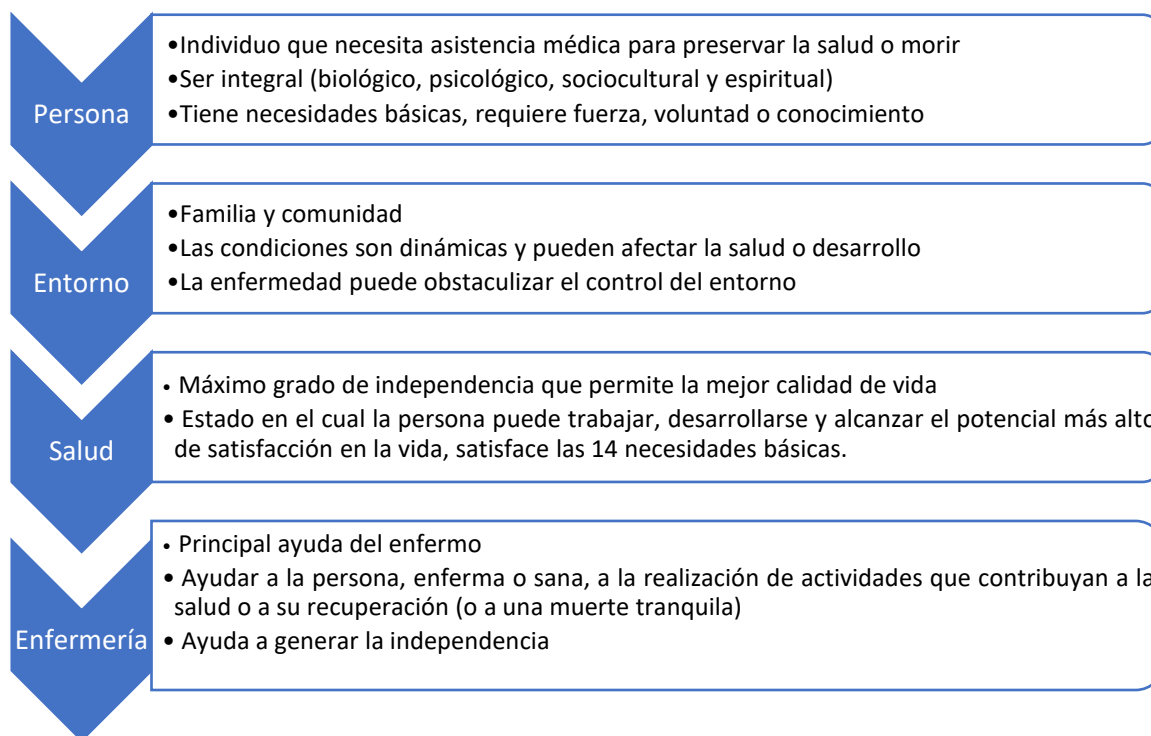 Persona
•Individuo que necesita asistencia médica para preservar la salud o morir
•Ser integral (biológico, psicológico, sociocultural y espiritual)
•Tiene necesidades básicas, requiere fuerza, voluntad o conocimiento
Entorno
•Familia y comunidad
•Las condiciones son dinámicas y pueden afectar la salud o desarrollo
•La enfermedad puede obstaculizar el control del entorno
Salud
• Máximo grado de independencia que permite la mejor calidad de vida
• Estado en el cual la persona puede trabajar, desarrollarse y alcanzar el potencial más alto
de satisfacción en la vida, satisface las 14 necesidades básicas.
Enfermería
• Principal ayuda del enfermo
• Ayudar a la persona, enferma o sana, a la realización de actividades que contribuyan a la
salud o a su recuperación (o a una muerte tranquila)
• Ayuda a generar la independencia